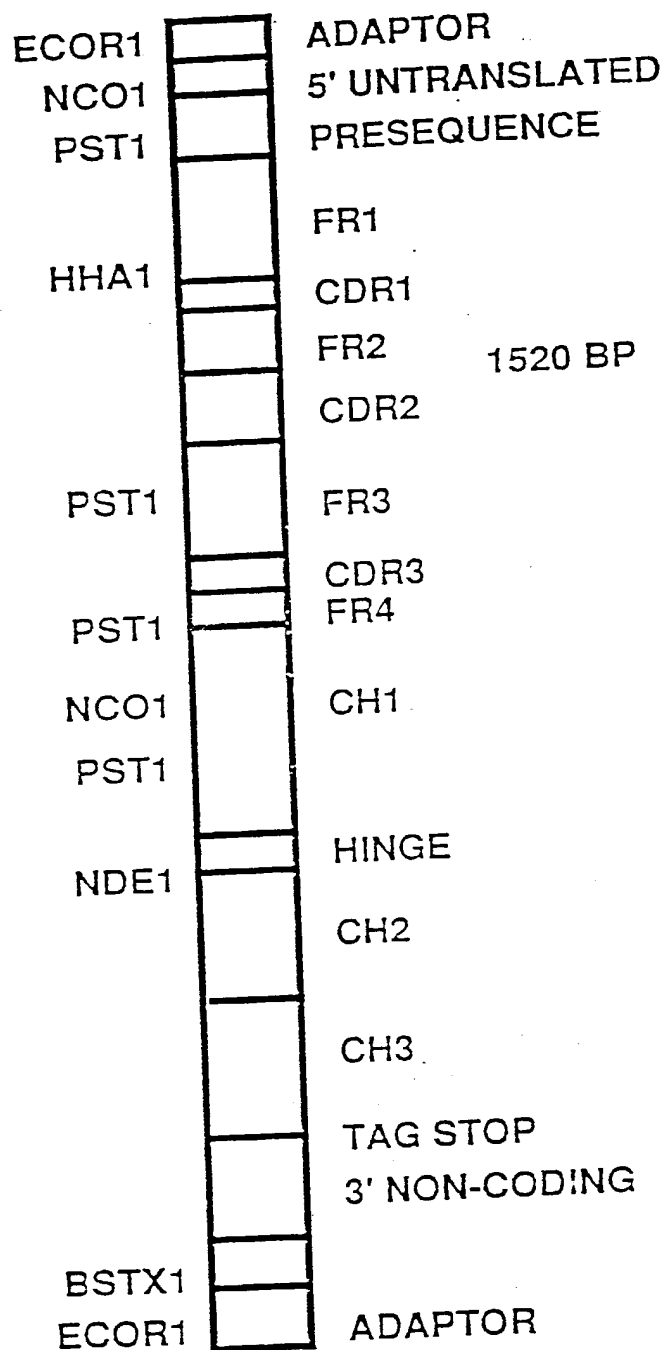 ECOR1 ADAPTOR
NCO1 5' UNTRANSLATED
PST1 PRESEQUENCE
FR1
HHA1 CDR1
FR2 1520 BP
CDR2
PST1 FR3
CDR3
PST1 FR4
NCO1 CH1
PST1
HINGE
NDE1
CH2
CH3
TAG STOP
3' NON-CODING
BSTX1
ECOR1 ADAPTOR